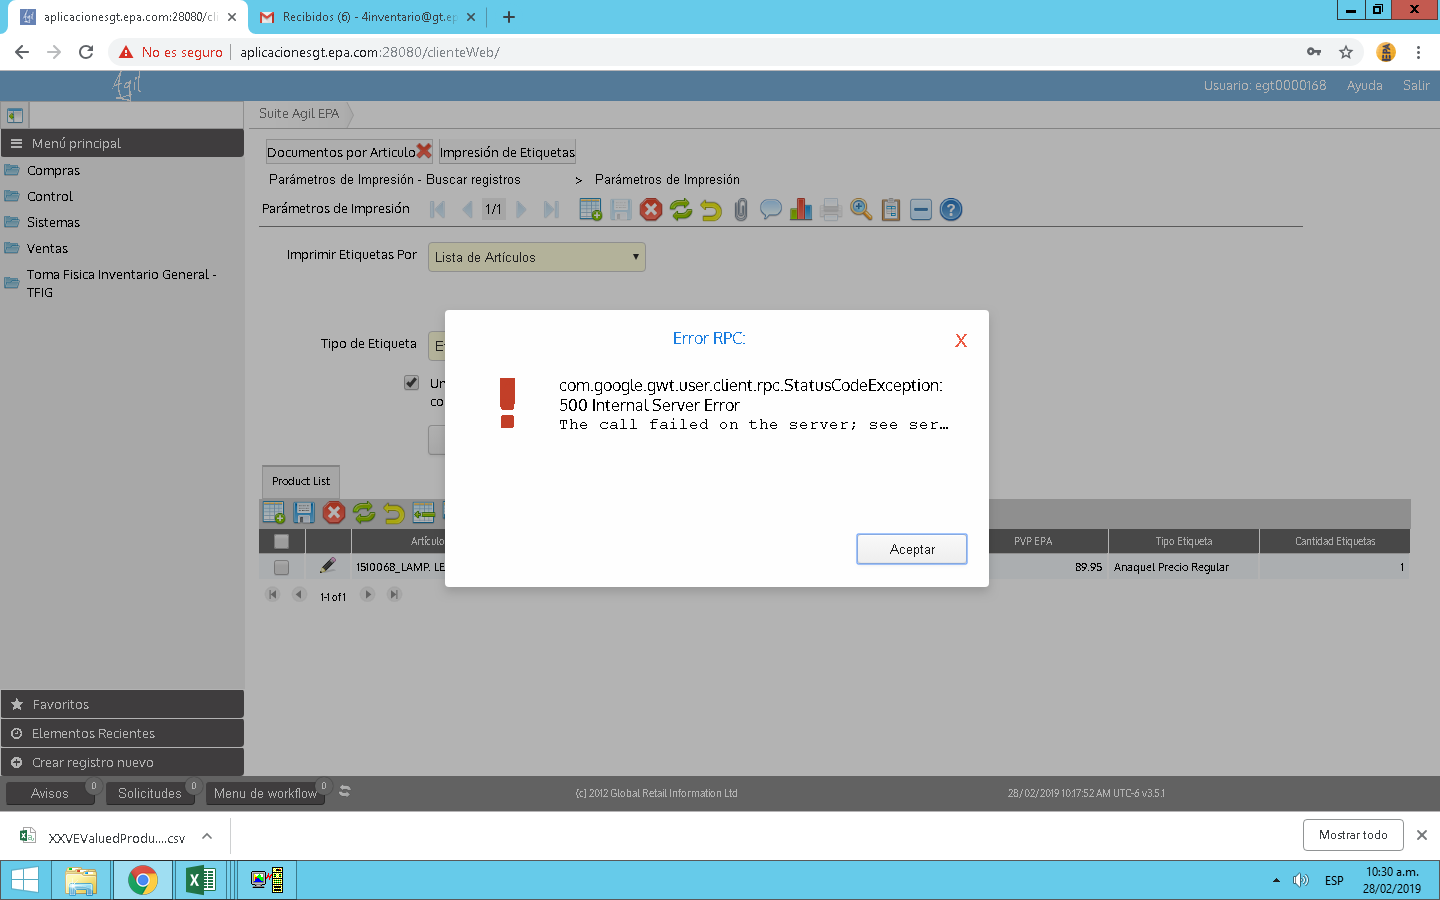 aplicacionesgt.epa.com:28080/cli
Recibidos (6) - 4inventario@gt.ep
No es seguro
aplicacionesgt.epa.com:28080/clienteWeb/
Agil
Usuario: egt0000168
Ayuda
Salir
Suite Agil EPA
Menú principal
Compras
Control
Sistemas
Ventas
Toma Fisica Inventario General -
TFIG
Documentos por Articulo
Impresión de Etiquetas
Parámetros de Impresión - Buscar registros
>
Parámetros de Impresión
Parámetros de Impresión
1/1
Imprimir Etiquetas Por
Lista de Artículos
Tipo de Etiqueta
Un
co
Error RPC:
X
com.google.gwt.user.client.rpc.StatusCodeException:
500 Internal Server Error
The call failed on the server; see ser...
Aceptar
Product List
Artículo
PVP EPA
Tipo Etiqueta
Cantidad Etiquetas
1510068_LAMP. LE
89.95
Anaquel Precio Regular
1
1-1 of 1
Favoritos
Elementos Recientes
Crear registro nuevo
Avisos
0
Solicitudes
0
Menu de workflow
0
(c) 2012 Global Retail Information Ltd
28/02/2019 10:17:52 AM UTC-6 v3.5.1
XXVEValuedProdu....csv
Mostrar todo
ESP
10:30 a.m.
28/02/2019